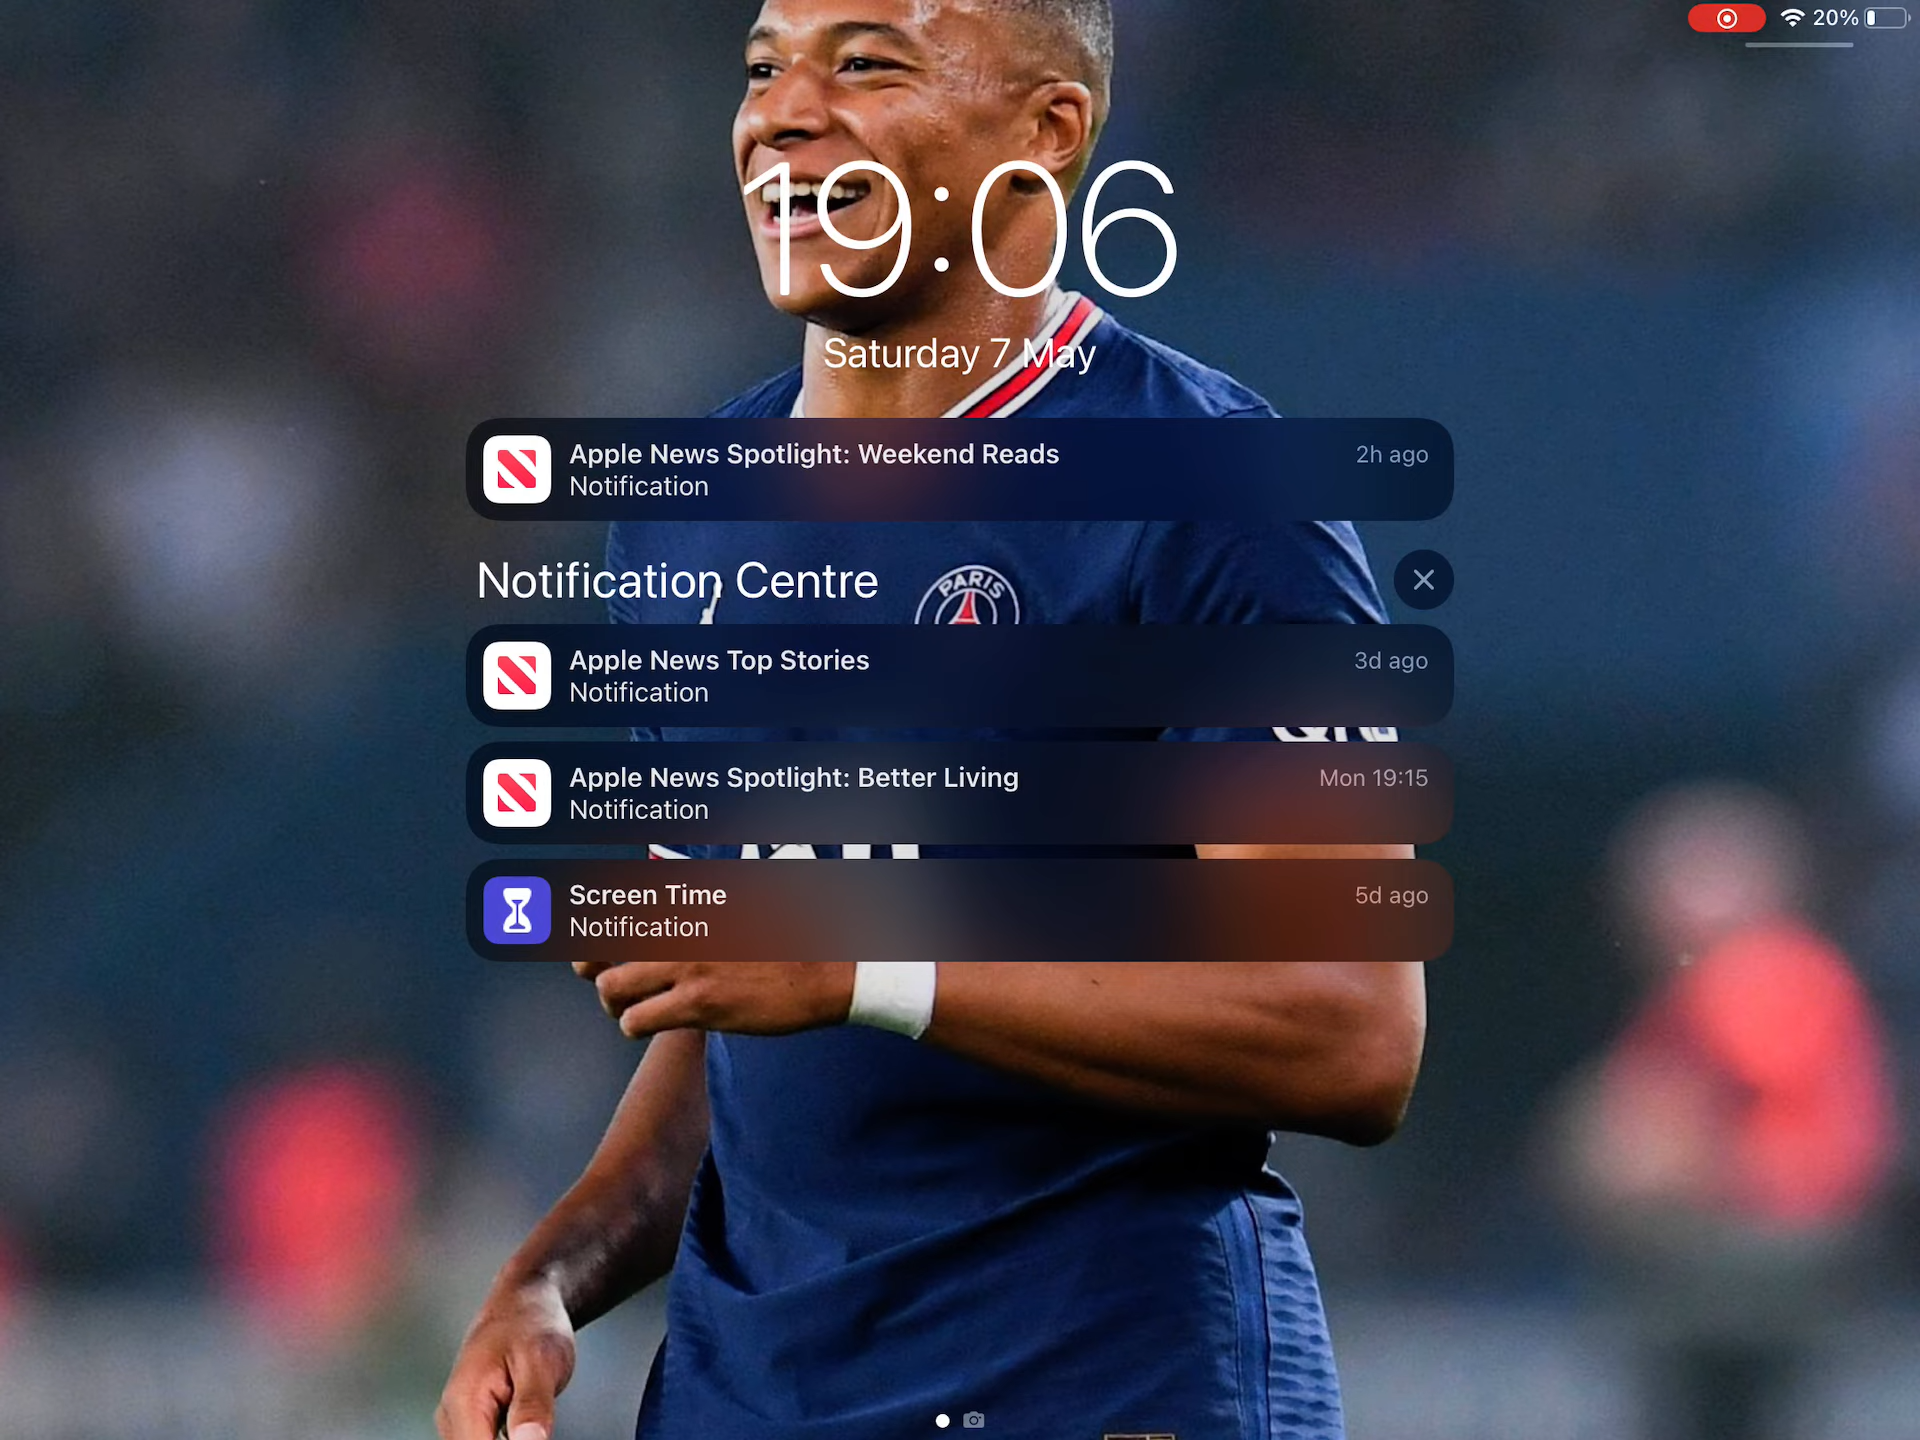 20%
19:06
Saturday 7 May
Apple News Spotlight: Weekend Reads 2h ago
Notification
Notification Centre
PARIS
Apple News Top Stories 3d ago
Notification
Apple News Spotlight: Better Living Mon 19:15
Notification
Screen Time 5d ago
Notification